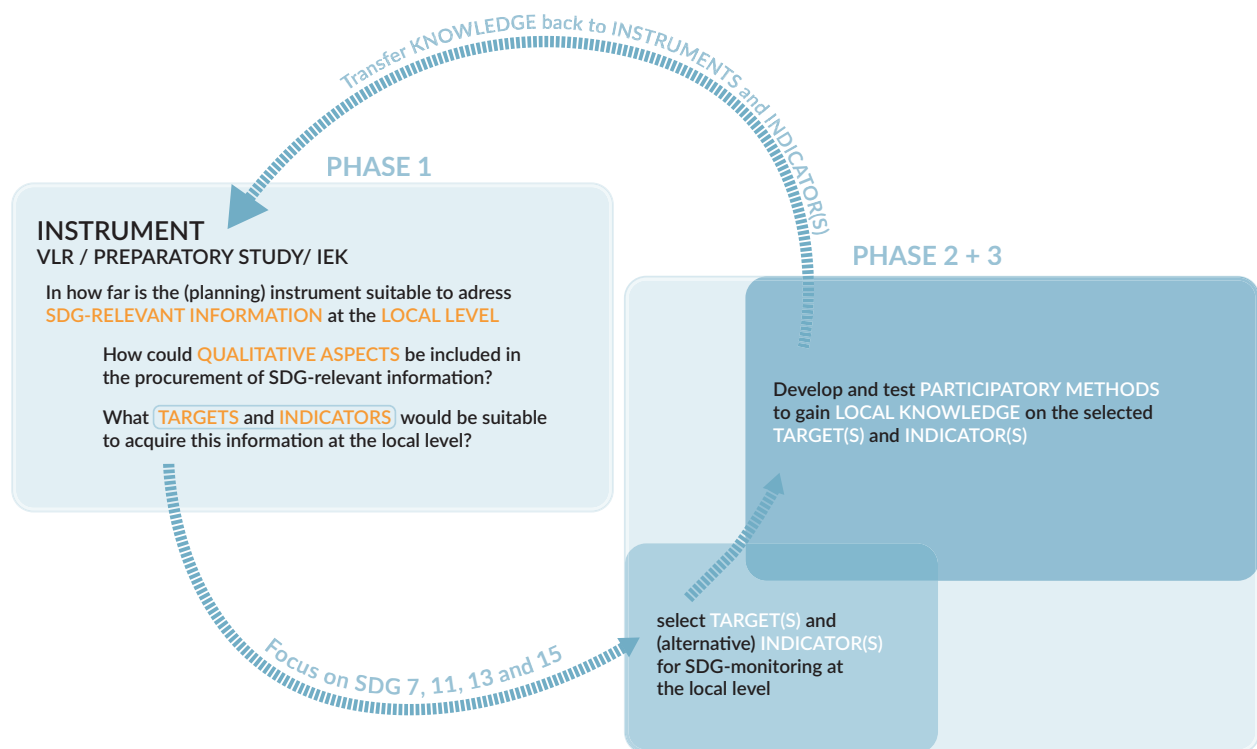 Transfer KNOWLEDGE back to INSTRUMENTS and INDICATOR(S)
PHASE 1
INSTRUMENT
VLR / PREPARATORY STUDY/ IEK
In how far is the (planning) instrument suitable to adress
SDG-RELEVANT INFORMATION at the LOCAL LEVEL
How could QUALITATIVE ASPECTS be included in
the procurement of SDG-relevant information?
What TARGETS and INDICATORS would be suitable
to acquire this information at the local level?
Focus on SDG 7, 11, 13 and 15
PHASE 2 + 3
Develop and test PARTICIPATORY METHODS
to gain LOCAL KNOWLEDGE on the selected
TARGET(S) and INDICATOR(S)
select TARGET(S) and
(alternative) INDICATOR(S)
for SDG-monitoring at
the local level